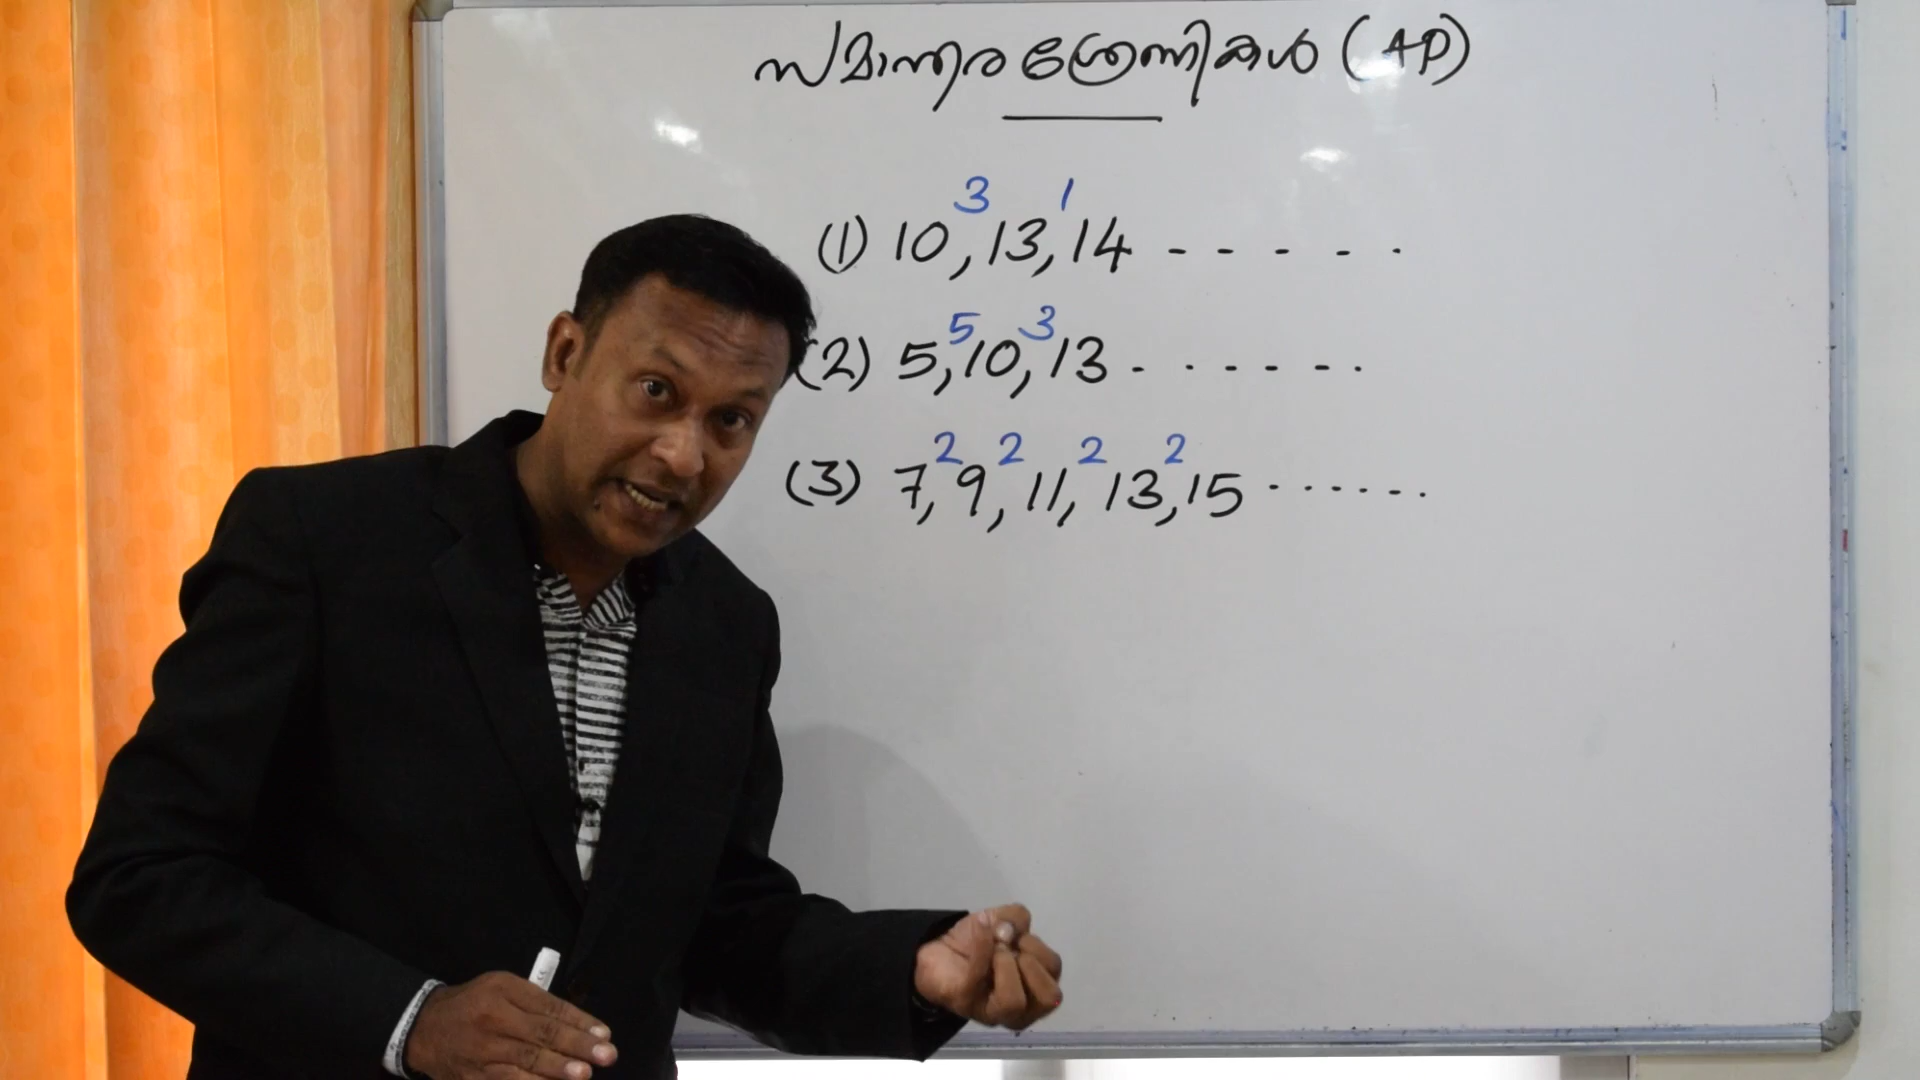 സമാന്തര ശ്രേണികൾ (AP)
3 1
(1) 10, 13, 14 - - - - -
5 3
(2) 5, 10, 13 - - - - - -
2 2 2 2
(3) 7, 9, 11, 13, 15 - - - - - -